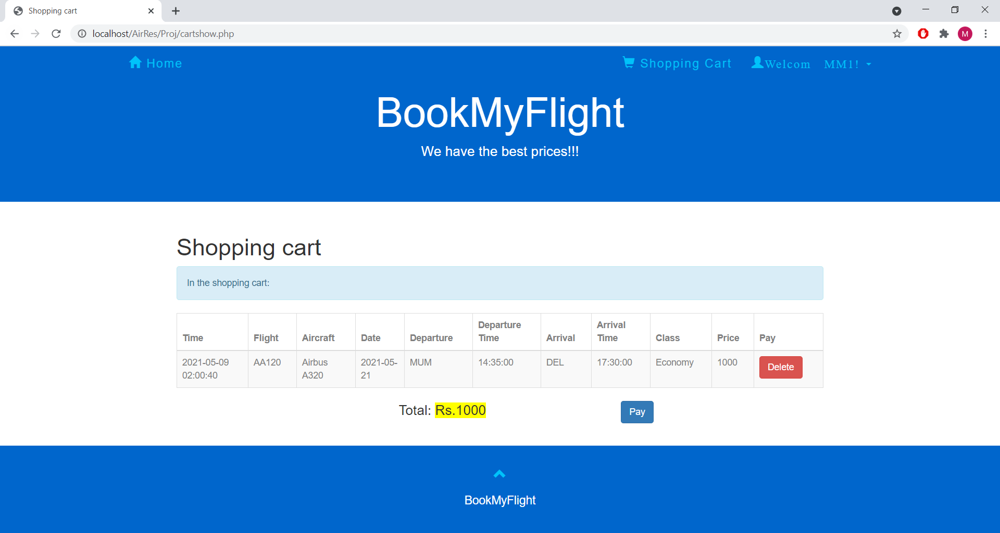 Shopping cart
localhost/AirRes/Proj/cartshow.php
M
Home Shopping Cart Welcom MM1!
BookMyFlight
We have the best prices!!!
Shopping cart
In the shopping cart:
Time Flight Aircraft Date Departure Departure Time Arrival Arrival Time Class Price Pay
2021-05-09 02:00:40 AA120 Airbus A320 2021-05-21 MUM 14:35:00 DEL 17:30:00 Economy 1000 Delete
Total: Rs.1000 Pay
BookMyFlight